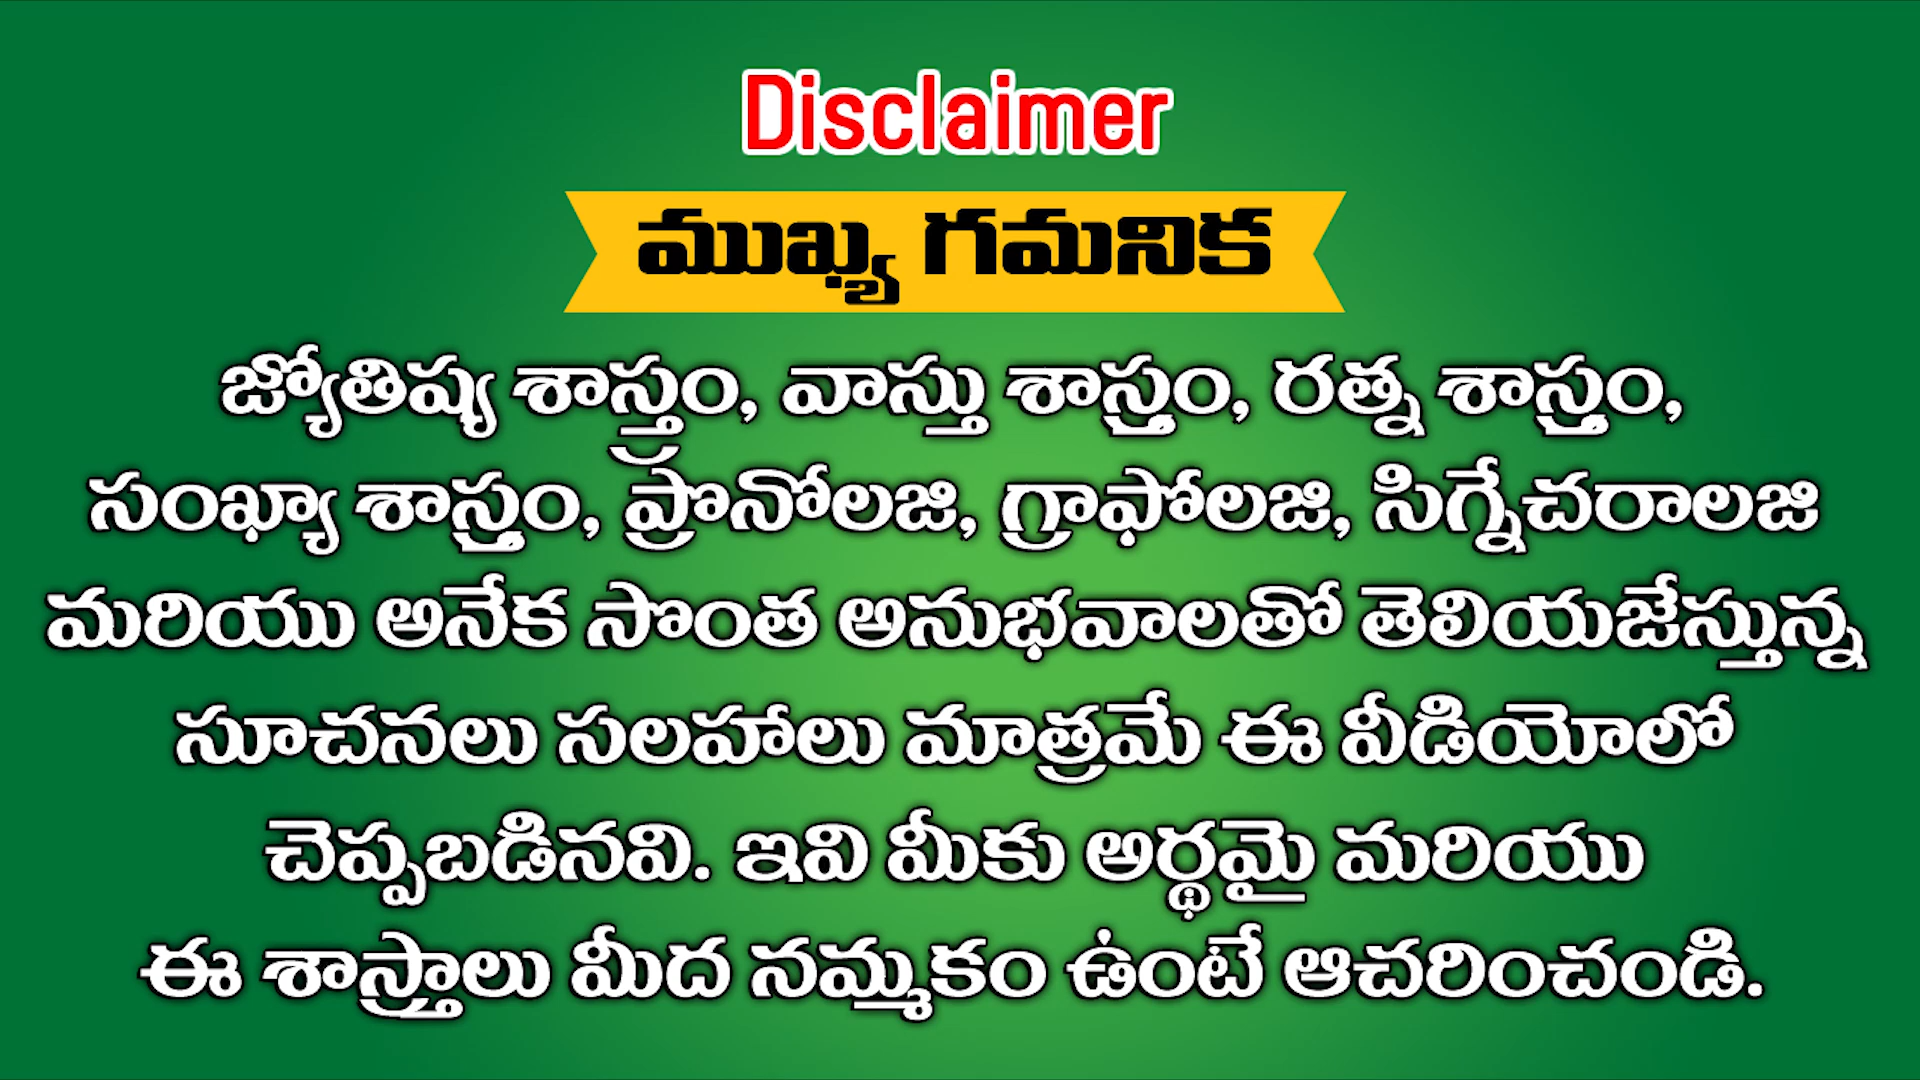 Disclaimer
ముఖ్య గమనిక
జ్యోతిష్య శాస్త్రం, వాస్తు శాస్త్రం, రత్న శాస్త్రం,
సంఖ్యా శాస్త్రం, ప్రొనోలజి, గ్రాఫోలజి, సిగ్నేచరాలజి
మరియు అనేక సొంత అనుభవాలతో తెలియజేస్తున్న
సూచనలు సలహాలు మాత్రమే ఈ వీడియోలో
చెప్పబడినవి. ఇవి మీకు అర్థమై మరియు
ఈ శాస్త్రాలు మీద నమ్మకం ఉంటే ఆచరించండి.